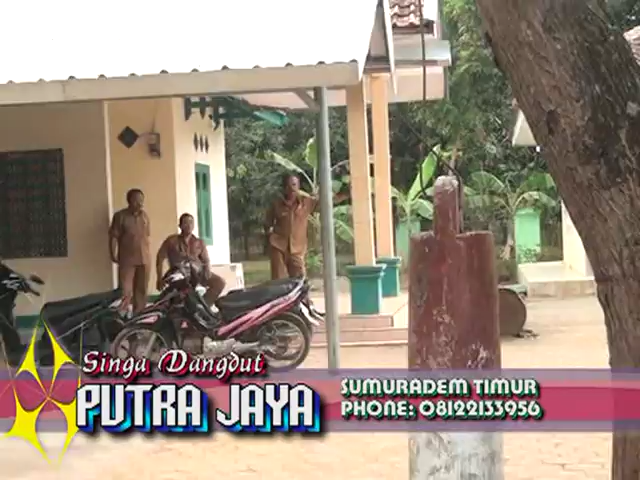 Singa Dangdut
PUTRA JAYA
SUMURADEM TIMUR
PHONE: 08122133956